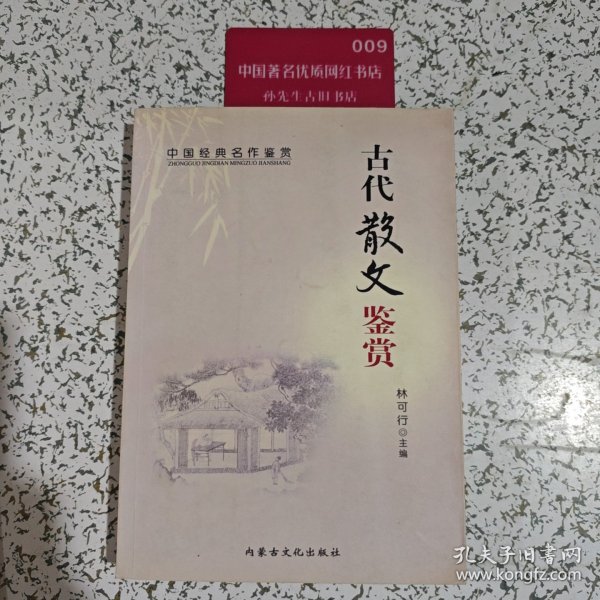 009
中国著名优质网红书店
孙先生古旧书店
中国经典名作鉴赏
ZHONGGUO JINGDIAN MINGZUO JIANSHANG
古代散文鉴赏
林可行◎主编
内蒙古文化出版社
孔夫子旧书网
www.kongfz.com